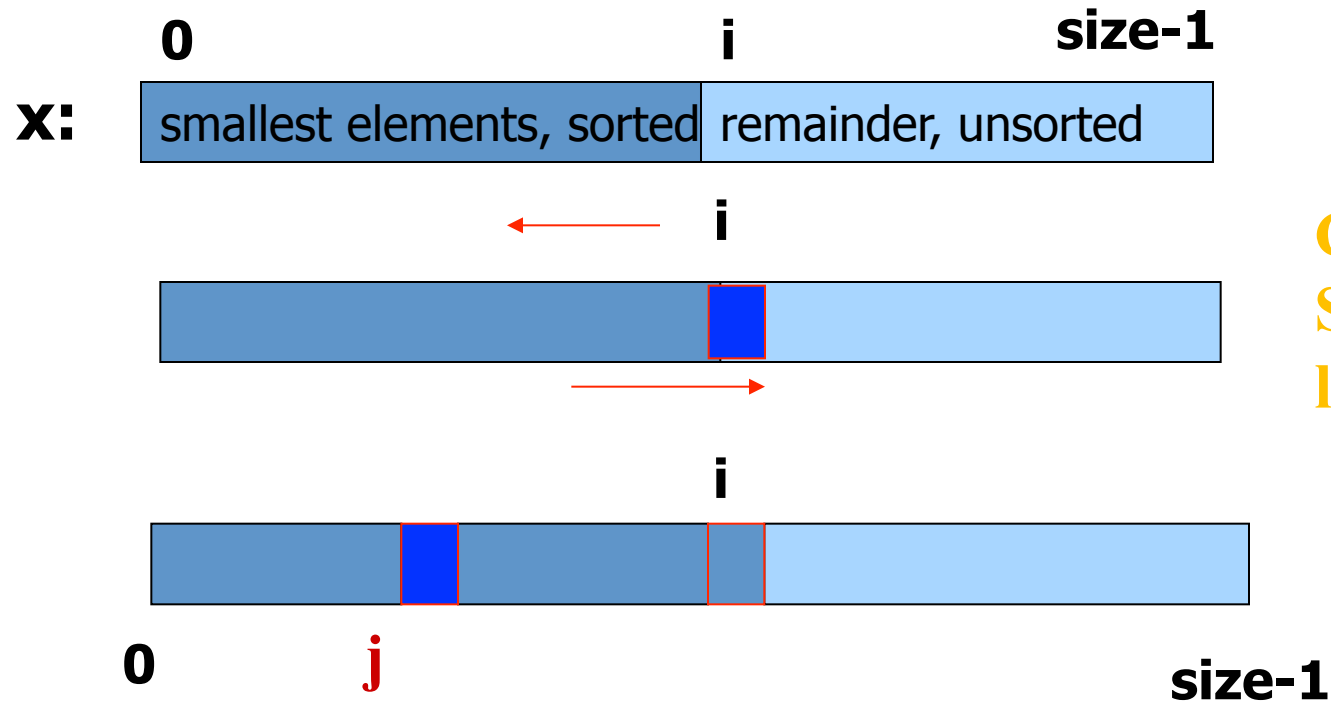 0 i size-1
x: smallest elements, sorted remainder, unsorted
i
i
0 j size-1